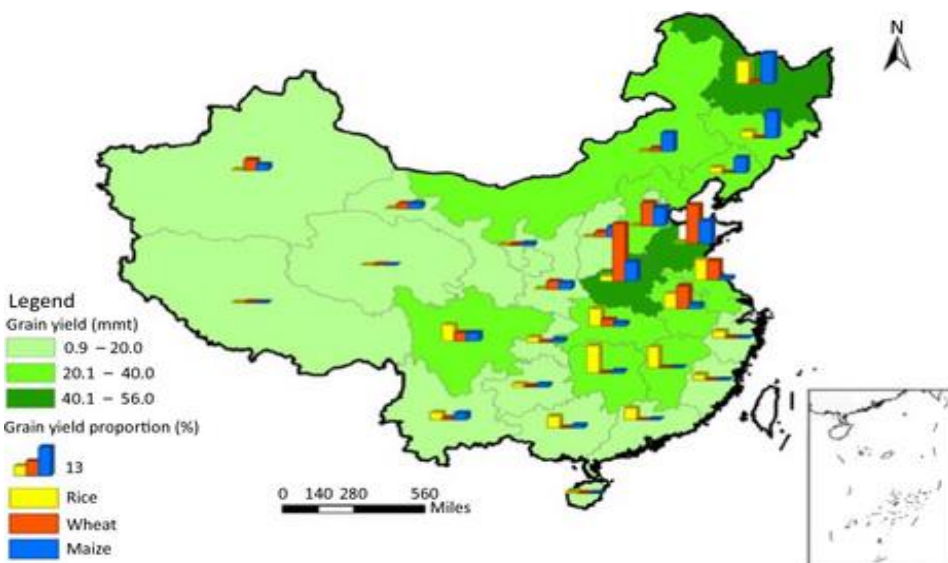 N
Legend
Grain yield (mmt)
0.9 – 20.0
20.1 – 40.0
40.1 – 56.0
Grain yield proportion (%)
13
Rice
Wheat
Maize
0 140 280 560
Miles